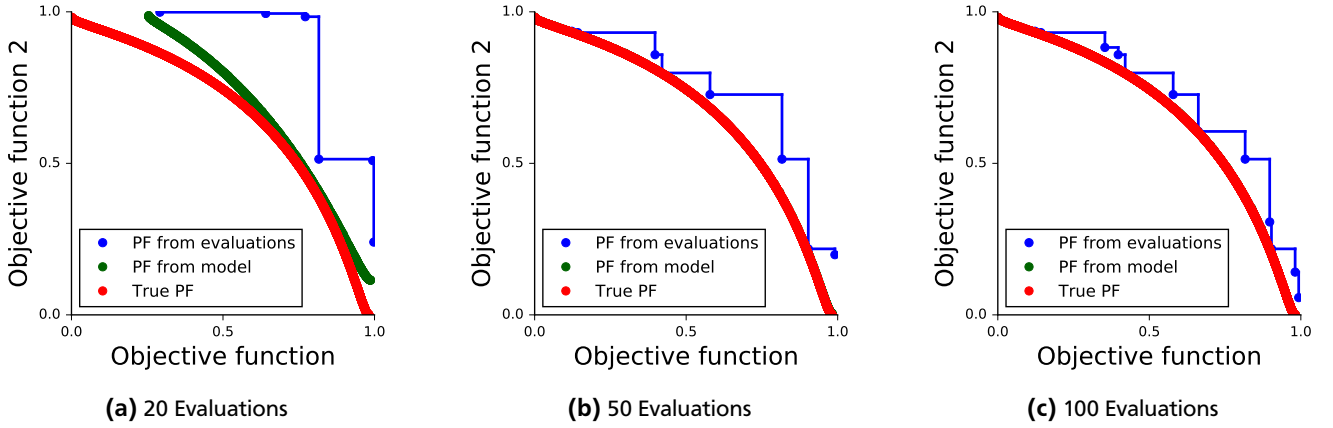 1.0
0.5
0.0
0.0
0.5
1.0
Objective function 2
Objective function
PF from evaluations
PF from model
True PF
(a) 20 Evaluations
1.0
0.5
0.0
0.0
0.5
1.0
Objective function 2
Objective function
PF from evaluations
PF from model
True PF
(b) 50 Evaluations
1.0
0.5
0.0
0.0
0.5
1.0
Objective function 2
Objective function
PF from evaluations
PF from model
True PF
(c) 100 Evaluations